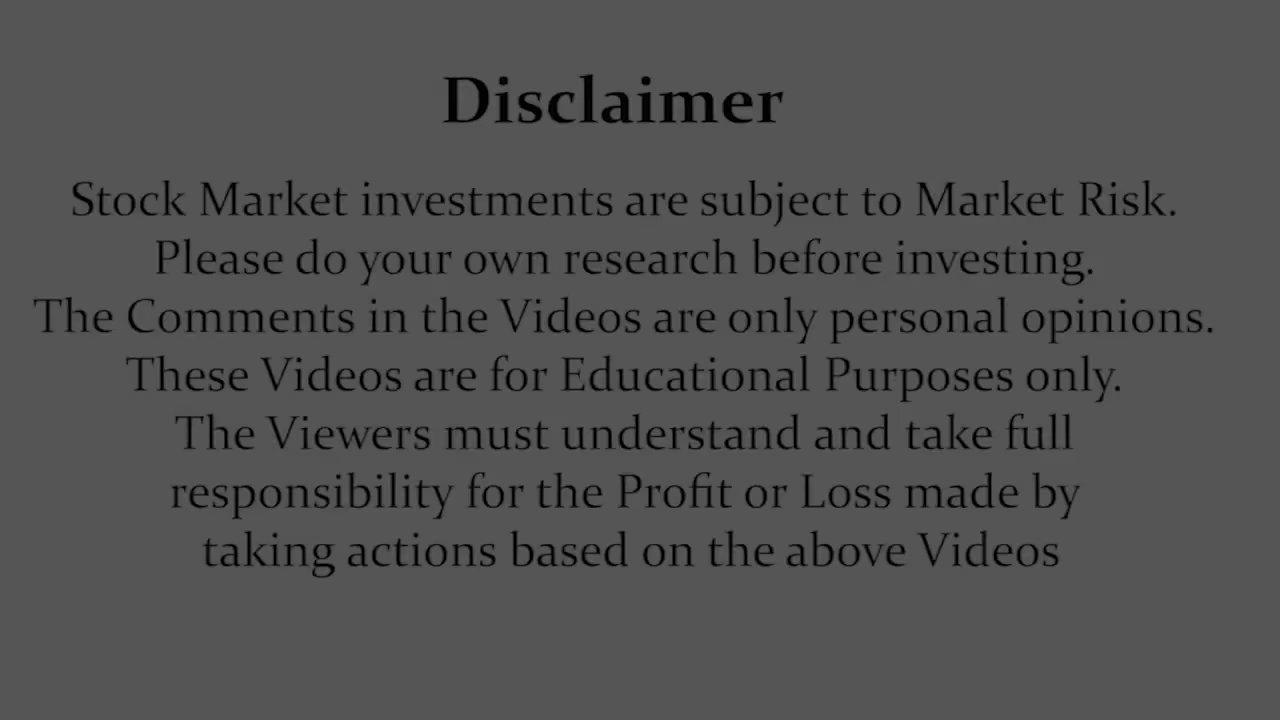 Disclaimer
Stock Market investments are subject to Market Risk.
Please do your own research before investing.
The Comments in the Videos are only personal opinions.
These Videos are for Educational Purposes only.
The Viewers must understand and take full
responsibility for the Profit or Loss made by
taking actions based on the above Videos